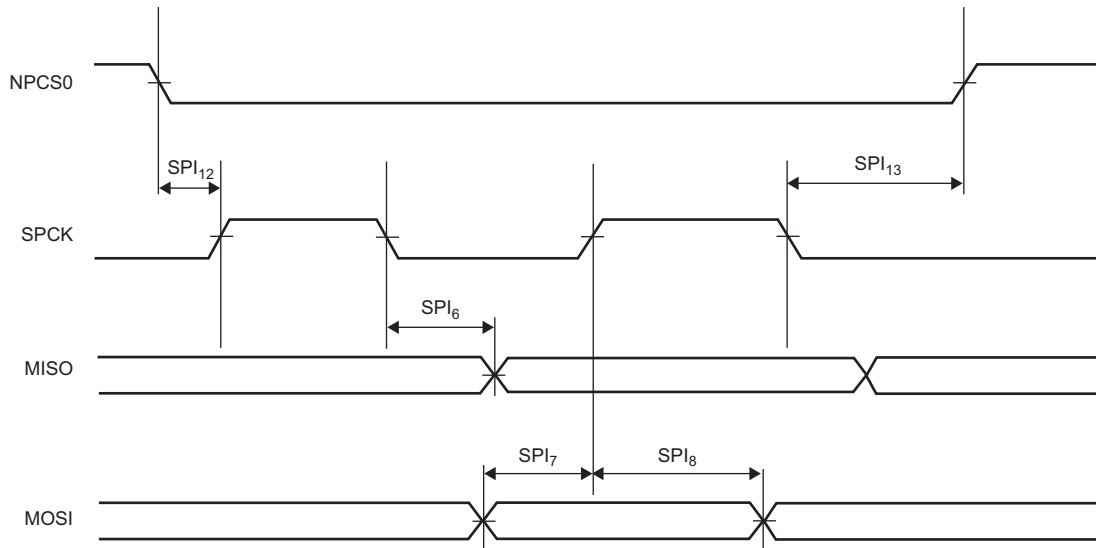 NPCS0
SPI₁₂
SPI₁₃
SPCK
SPI₆
MISO
SPI₇
SPI₈
MOSI